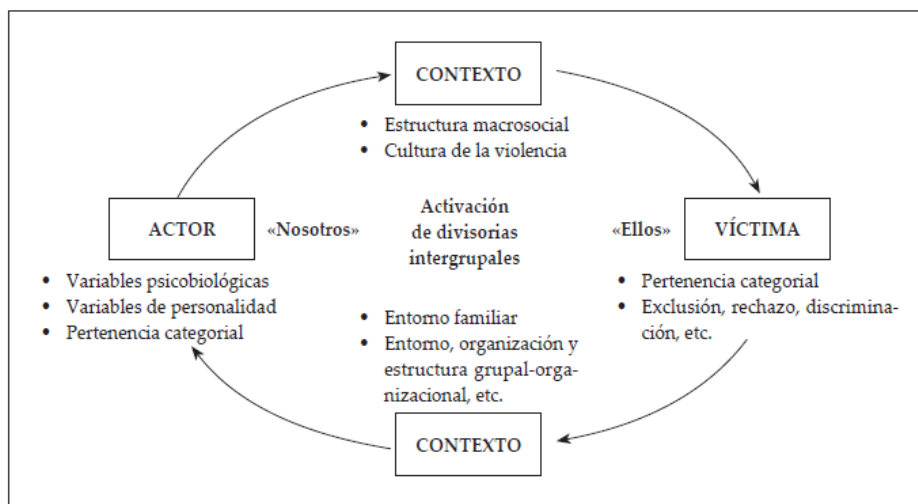 CONTEXTO
• Estructura macrosocial
• Cultura de la violencia
ACTOR
«Nosotros»
Activación
de divisorias
intergrupales
«Ellos»
VÍCTIMA
• Variables psicobiológicas
• Variables de personalidad
• Pertenencia categorial
• Pertenencia categorial
• Exclusión, rechazo, discrimina-
ción, etc.
• Entorno familiar
• Entorno, organización y
estructura grupal-orga-
nizacional, etc.
CONTEXTO